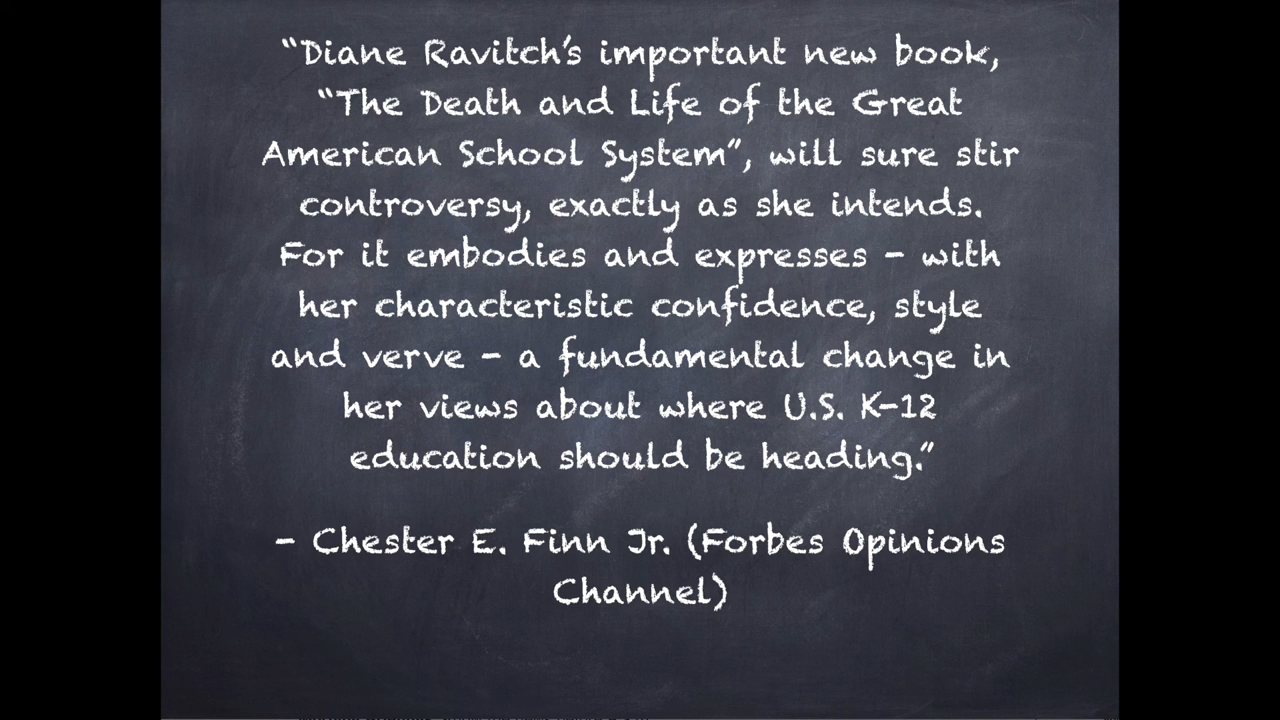 “Diane Ravitch’s important new book,
“The Death and Life of the Great
American School System”, will sure stir
controversy, exactly as she intends.
For it embodies and expresses – with
her characteristic confidence, style
and verve – a fundamental change in
her views about where U.S. K-12
education should be heading.”
– Chester E. Finn Jr. (Forbes Opinions
Channel)